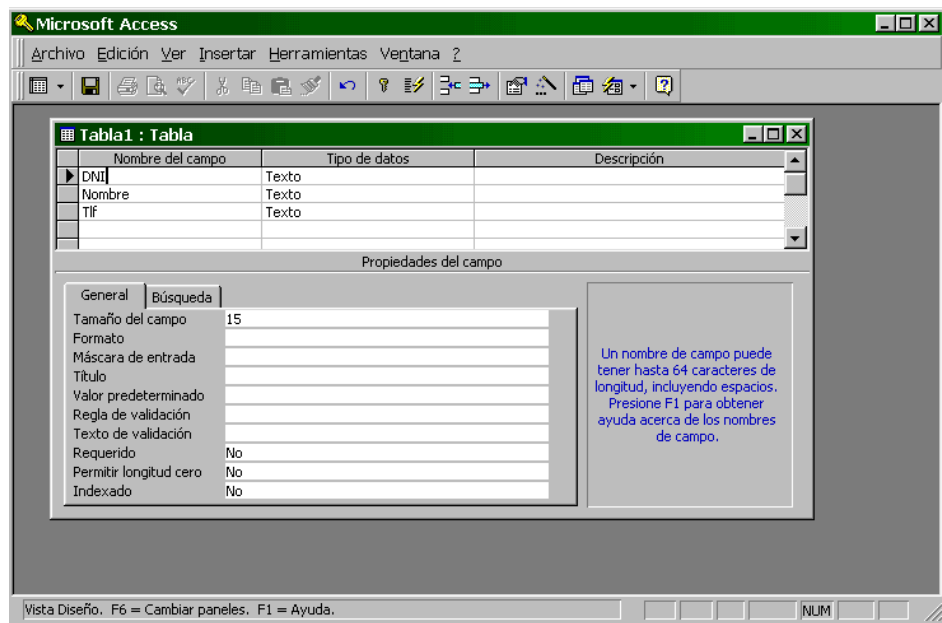 Microsoft Access
Archivo Edición Ver Insertar Herramientas Ventana ?
Tabla1 : Tabla
Nombre del campo Tipo de datos Descripción
DNI Texto
Nombre Texto
Tlf Texto
Propiedades del campo
General Búsqueda
Tamaño del campo 15
Formato
Máscara de entrada
Título
Valor predeterminado
Regla de validación
Texto de validación
Requerido No
Permitir longitud cero No
Indexado No
Un nombre de campo puede
tener hasta 64 caracteres de
longitud, incluyendo espacios.
Presione F1 para obtener
ayuda acerca de los nombres
de campo.
Vista Diseño. F6 = Cambiar paneles. F1 = Ayuda. NUM